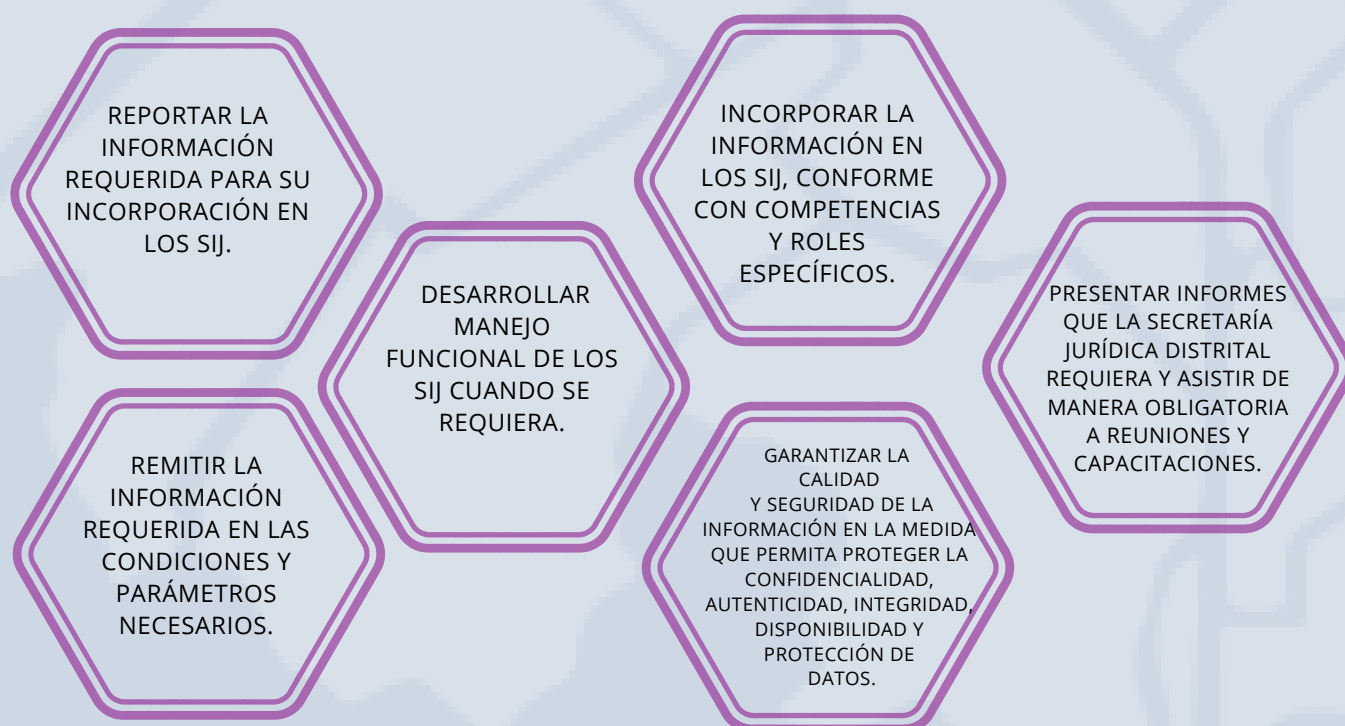 REPORTAR LA
INFORMACIÓN
REQUERIDA PARA SU
INCORPORACIÓN EN
LOS SIJ.
REMITIR LA
INFORMACIÓN
REQUERIDA EN LAS
CONDICIONES Y
PARÁMETROS
NECESARIOS.
DESARROLLAR
MANEJO
FUNCIONAL DE LOS
SIJ CUANDO SE
REQUIERA.
INCORPORAR LA
INFORMACIÓN EN
LOS SIJ, CONFORME
CON COMPETENCIAS
Y ROLES
ESPECÍFICOS.
GARANTIZAR LA
CALIDAD
Y SEGURIDAD DE LA
INFORMACIÓN EN LA MEDIDA
QUE PERMITA PROTEGER LA
CONFIDENCIALIDAD,
AUTENTICIDAD, INTEGRIDAD,
DISPONIBILIDAD Y
PROTECCIÓN DE
DATOS.
PRESENTAR INFORMES
QUE LA SECRETARÍA
JURÍDICA DISTRITAL
REQUIERA Y ASISTIR DE
MANERA OBLIGATORIA
A REUNIONES Y
CAPACITACIONES.